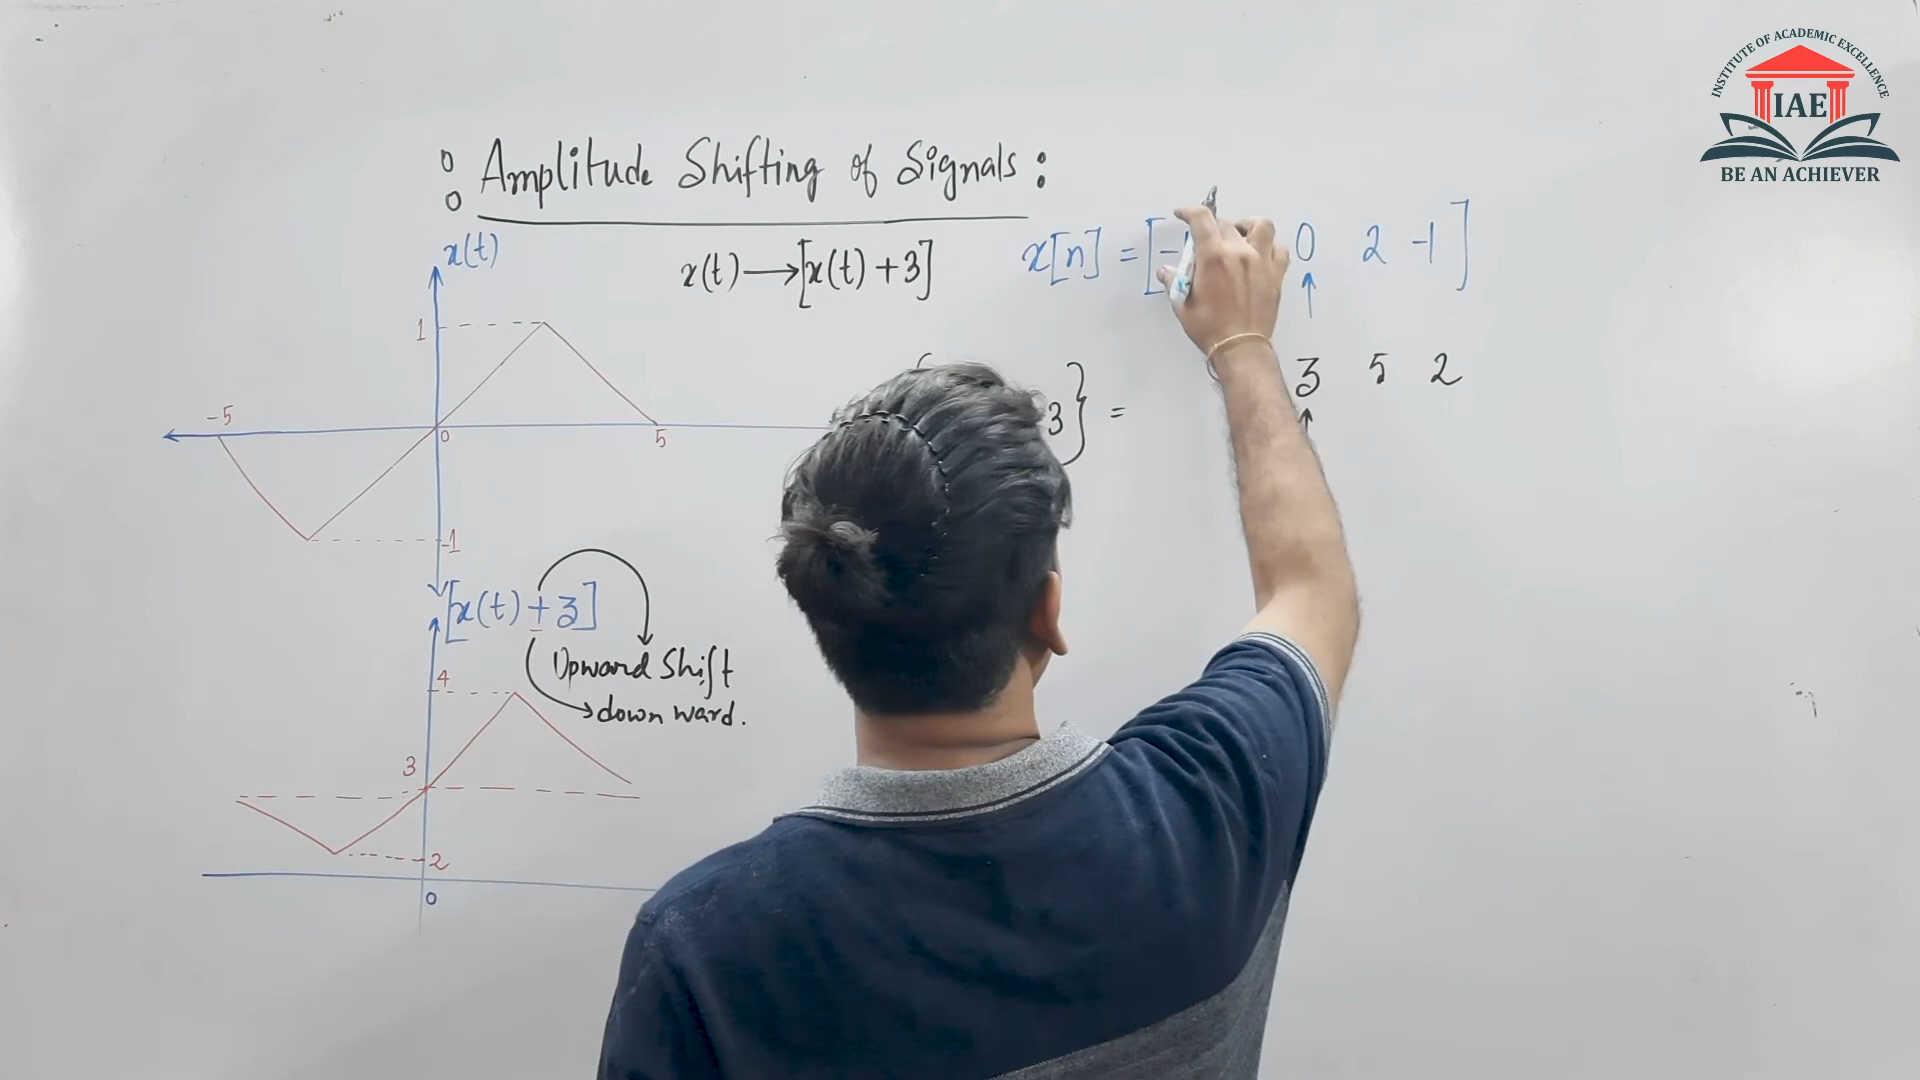 Amplitude Shifting of Signals :
x(t)
x(t) → [x(t) + 3]
x[n] = [-1 0 2 -1]
↑
1
-5
0
5
-1
3} = 3 5 2
↑
[x(t) + 3]
Upward Shift
down ward.
4
3
2
0
INSTITUTE OF ACADEMIC EXCELLENCE
IAE
BE AN ACHIEVER